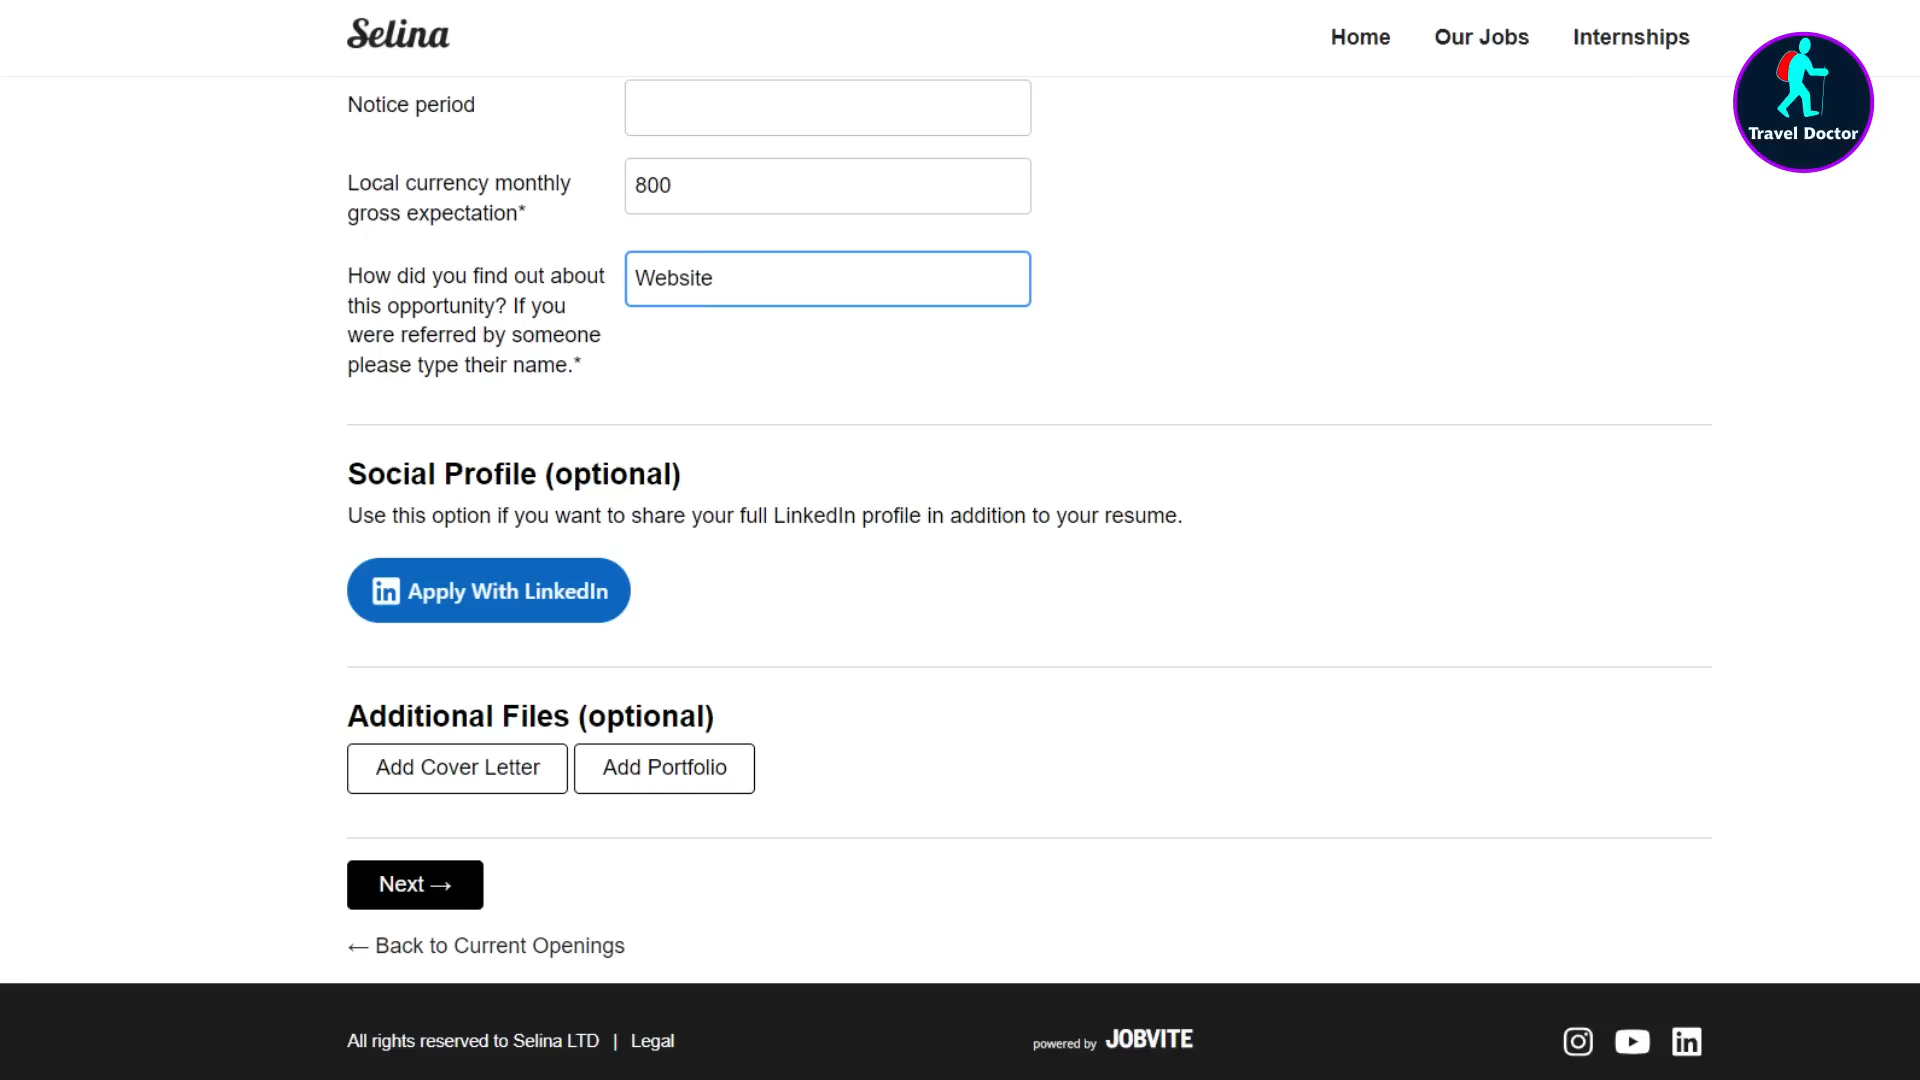 Selina
Home
Our Jobs
Internships
Travel Doctor
Notice period
Local currency monthly
gross expectation*
800
How did you find out about
this opportunity? If you
were referred by someone
please type their name.*
Website
Social Profile (optional)
Use this option if you want to share your full LinkedIn profile in addition to your resume.
in Apply With LinkedIn
Additional Files (optional)
Add Cover Letter
Add Portfolio
Next →
← Back to Current Openings
All rights reserved to Selina LTD | Legal
powered by JOBVITE
in